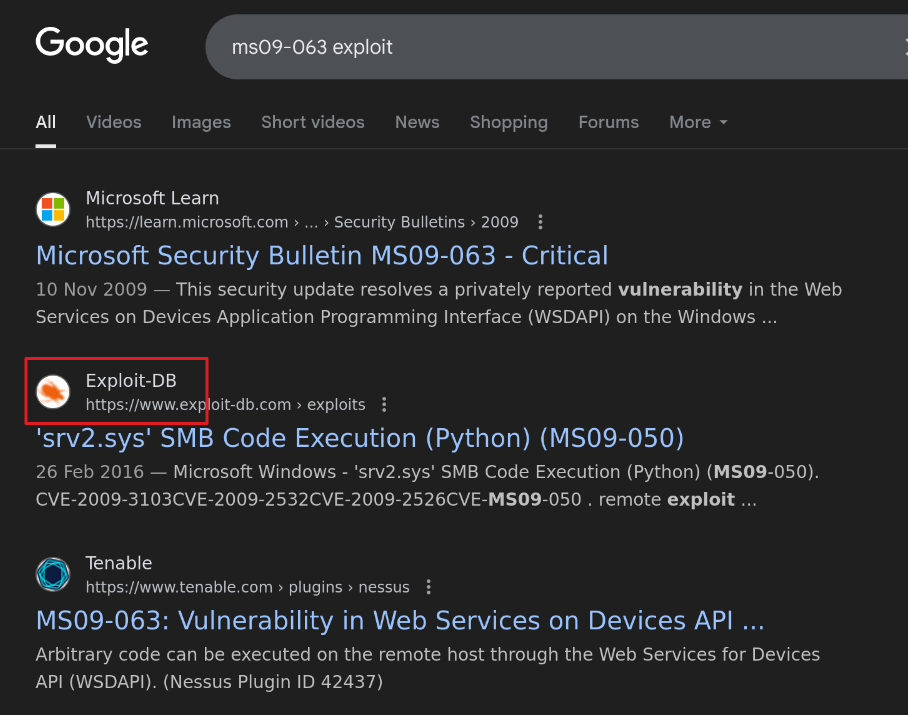 Google
ms09-063 exploit
All Videos Images Short videos News Shopping Forums More
Microsoft Learn
https://learn.microsoft.com › ... › Security Bulletins › 2009
Microsoft Security Bulletin MS09-063 - Critical
10 Nov 2009 — This security update resolves a privately reported vulnerability in the Web
Services on Devices Application Programming Interface (WSDAPI) on the Windows ...
Exploit-DB
https://www.exploit-db.com › exploits
'srv2.sys' SMB Code Execution (Python) (MS09-050)
26 Feb 2016 — Microsoft Windows - 'srv2.sys' SMB Code Execution (Python) (MS09-050).
CVE-2009-3103CVE-2009-2532CVE-2009-2526CVE-MS09-050 . remote exploit ...
Tenable
https://www.tenable.com › plugins › nessus
MS09-063: Vulnerability in Web Services on Devices API ...
Arbitrary code can be executed on the remote host through the Web Services for Devices
API (WSDAPI). (Nessus Plugin ID 42437)